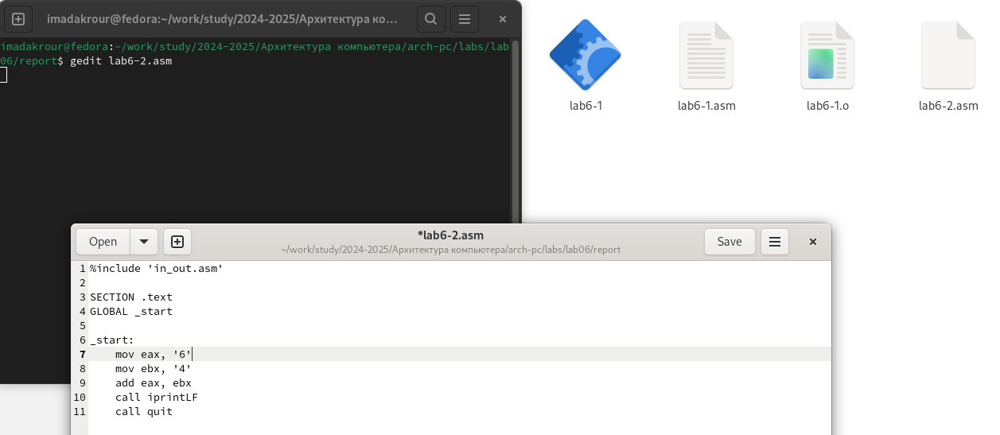 imadakrour@fedora:~/work/study/2024-2025/Архитектура ко...
imadakrour@fedora:~/work/study/2024-2025/Архитектура компьютера/arch-pc/labs/lab
06/report$ gedit lab6-2.asm
lab6-1
lab6-1.asm
lab6-1.o
lab6-2.asm
Open
*lab6-2.asm
~/work/study/2024-2025/Архитектура компьютера/arch-pc/labs/lab06/report
Save
1 %include 'in_out.asm'
2
3 SECTION .text
4 GLOBAL _start
5
6 _start:
7     mov eax, '6'
8     mov ebx, '4'
9     add eax, ebx
10     call iprintLF
11     call quit